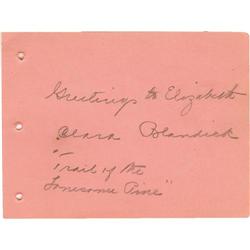 Greetings to Elizabeth
Clara Blandick
"Trail of the
Lonesome Pine"